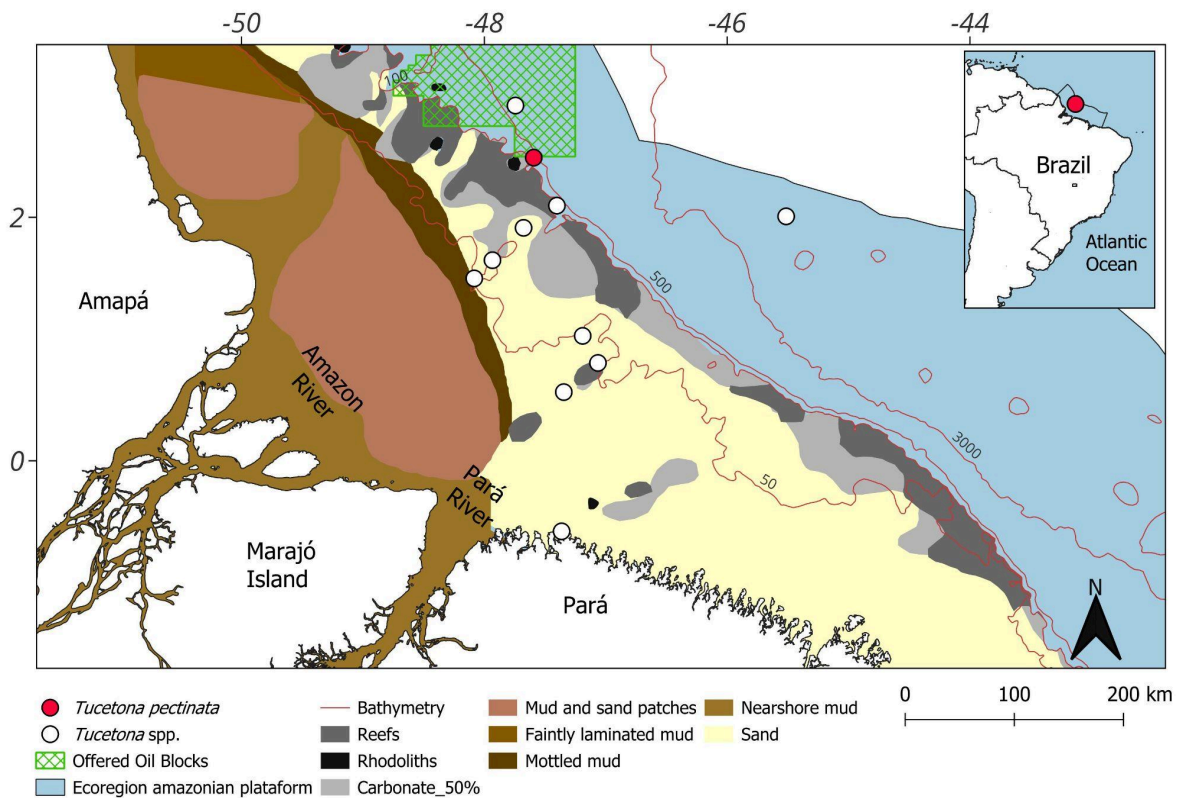 -50 -48 -46 -44
100
Brazil
Atlantic
Ocean
2
Amapá
500
Amazon
River
3000
0
50
Pará
River
Marajó
Island
Pará
N
Tucetona pectinata
Tucetona spp.
Offered Oil Blocks
Ecoregion amazonian plataform
Bathymetry
Reefs
Rhodoliths
Carbonate_50%
Mud and sand patches
Faintly laminated mud
Mottled mud
Nearshore mud
Sand
0 100 200 km